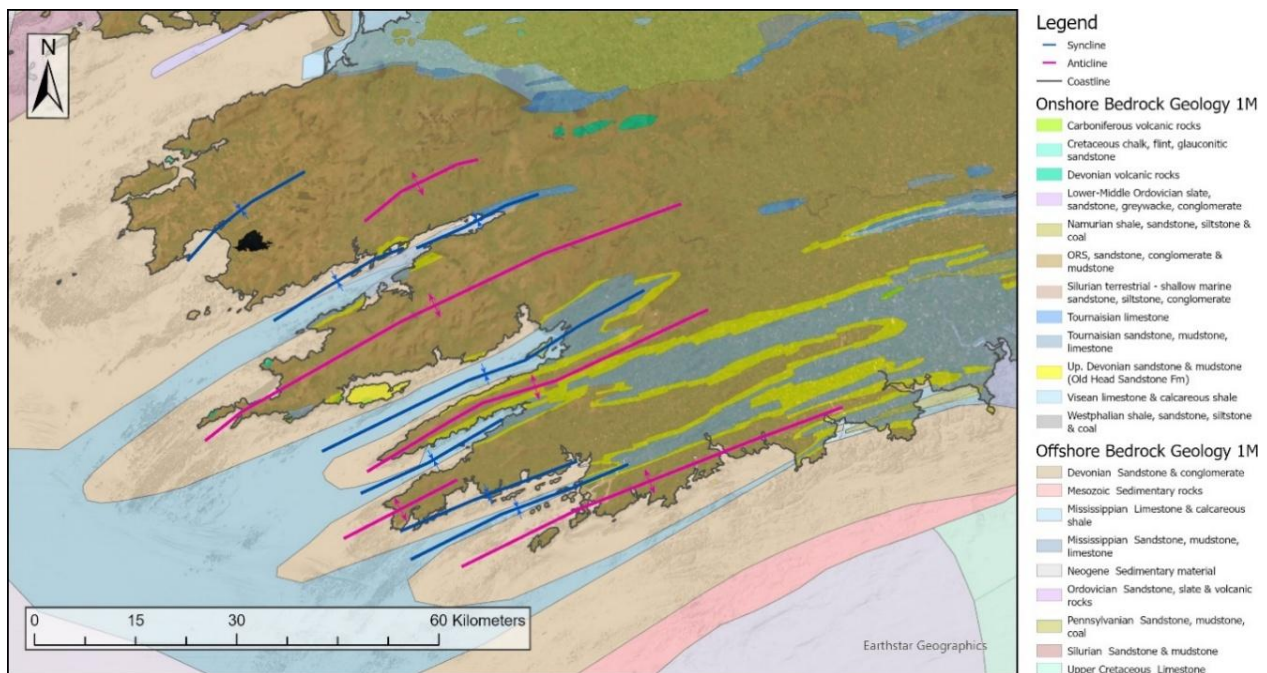 N
0 15 30 60 Kilometers
Earthstar Geographics
Legend
Syncline
Anticline
Coastline
Onshore Bedrock Geology 1M
Carboniferous volcanic rocks
Cretaceous chalk, flint, glauconitic
sandstone
Devonian volcanic rocks
Lower-Middle Ordovician slate,
sandstone, greywacke, conglomerate
Namurian shale, sandstone, siltstone &
coal
ORS, sandstone, conglomerate &
mudstone
Silurian terrestrial - shallow marine
sandstone, siltstone, conglomerate
Tournaisian limestone
Tournaisian sandstone, mudstone,
limestone
Up. Devonian sandstone & mudstone
(Old Head Sandstone Fm)
Visean limestone & calcareous shale
Westphalian shale, sandstone, siltstone
& coal
Offshore Bedrock Geology 1M
Devonian Sandstone & conglomerate
Mesozoic Sedimentary rocks
Mississippian Limestone & calcareous
shale
Mississippian Sandstone, mudstone,
limestone
Neogene Sedimentary material
Ordovician Sandstone, slate & volcanic
rocks
Pennsylvanian Sandstone, mudstone,
coal
Silurian Sandstone & mudstone
Upper Cretaceous Limestone